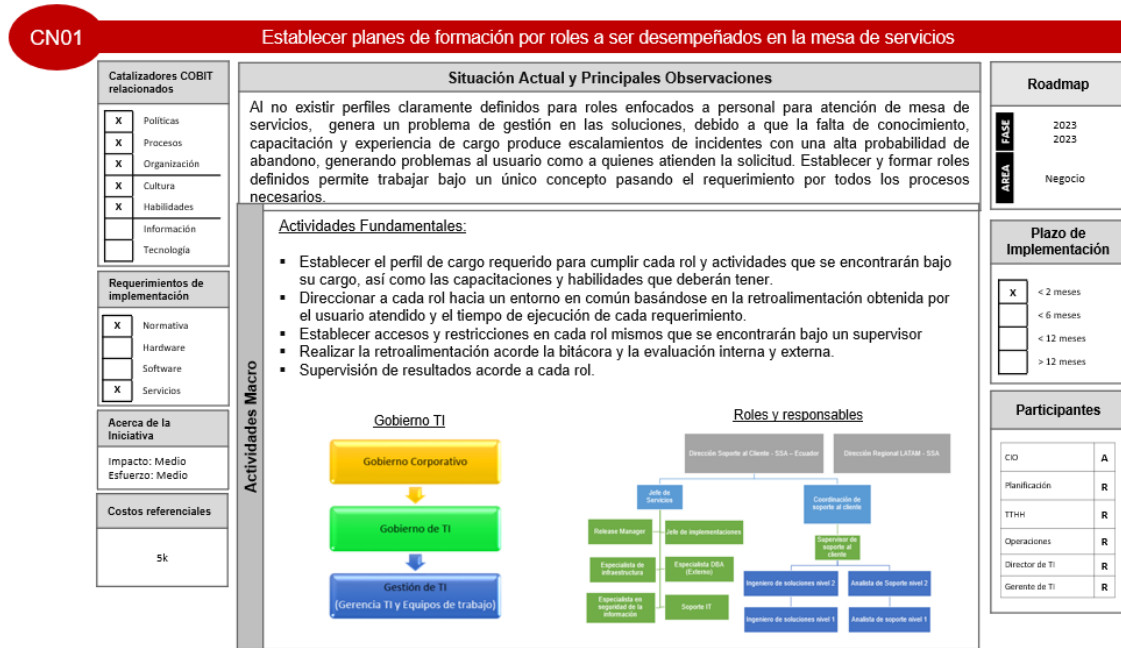 CN01
Establecer planes de formación por roles a ser desempeñados en la mesa de servicios
Catalizadores COBIT
relacionados
X Políticas
X Procesos
X Organización
X Cultura
X Habilidades
Información
Tecnología
Requerimientos de
implementación
X Normativa
Hardware
Software
X Servicios
Acerca de la
Iniciativa
Impacto: Medio
Esfuerzo: Medio
Costos referenciales
5k
Situación Actual y Principales Observaciones
Al no existir perfiles claramente definidos para roles enfocados a personal para atención de mesa de
servicios, genera un problema de gestión en las soluciones, debido a que la falta de conocimiento,
capacitación y experiencia de cargo produce escalamientos de incidentes con una alta probabilidad de
abandono, generando problemas al usuario como a quienes atienden la solicitud. Establecer y formar roles
definidos permite trabajar bajo un único concepto pasando el requerimiento por todos los procesos
necesarios.
Actividades Macro
Actividades Fundamentales:
▪ Establecer el perfil de cargo requerido para cumplir cada rol y actividades que se encontrarán bajo
su cargo, así como las capacitaciones y habilidades que deberán tener.
▪ Direccionar a cada rol hacia un entorno en común basándose en la retroalimentación obtenida por
el usuario atendido y el tiempo de ejecución de cada requerimiento.
▪ Establecer accesos y restricciones en cada rol mismos que se encontrarán bajo un supervisor
▪ Realizar la retroalimentación acorde la bitácora y la evaluación interna y externa.
▪ Supervisión de resultados acorde a cada rol.
Gobierno TI
Gobierno Corporativo
Gobierno de TI
Gestión de TI
(Gerencia TI y Equipos de trabajo)
Roles y responsables
Dirección Soporte al Cliente - SSA – Ecuador
Dirección Regional LATAM - SSA
Jefe de
Servicios
Coordinación de
soporte al cliente
Release Manager
Jefe de implementaciones
Supervisor de
soporte al
cliente
Especialista de
infraestructura
Especialista DBA
(Externo)
Ingeniero de soluciones nivel 2
Analista de Soporte nivel 2
Especialista en
seguridad de la
información
Soporte IT
Ingeniero de soluciones nivel 1
Analista de soporte nivel 1
Roadmap
FASE
2023
2023
AREA
Negocio
Plazo de
Implementación
X < 2 meses
< 6 meses
< 12 meses
> 12 meses
Participantes
CIO A
Planificación R
TTHH R
Operaciones R
Director de TI R
Gerente de TI R